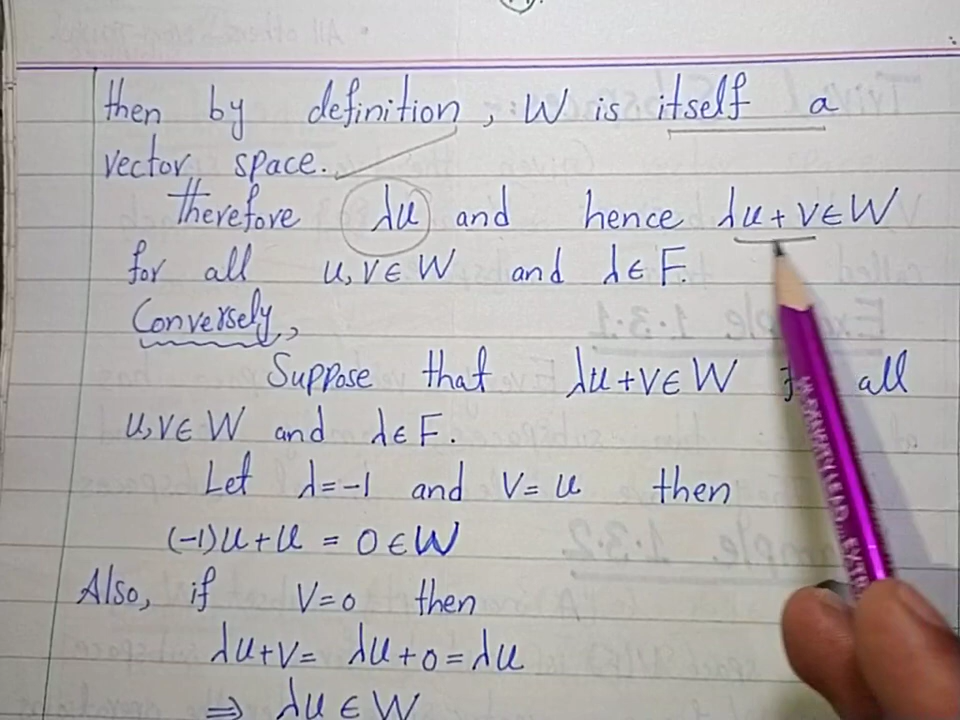 then by definition, W is itself a
vector space.
Therefore λu and hence λu + v ∈ W
for all u, v ∈ W and λ ∈ F.
Conversely,
Suppose that λu + v ∈ W all
u, v ∈ W and λ ∈ F.
Let λ = -1 and v = u then
(-1)u + u = 0 ∈ W
Also, if v = 0 then
λu + v = λu + 0 = λu
⇒ λu ∈ W